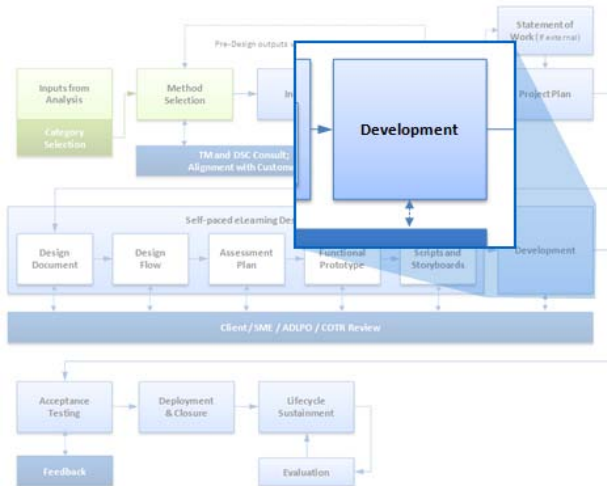 Statement of
Work (if external)
Pre-Design outputs
Inputs from
Analysis
Category
Selection
Method
Selection
In
Project Plan
Development
TM and DSC Consult;
Alignment with Custome
Self-paced eLearning Des
Design
Document
Design
Flow
Assessment
Plan
Functional
Prototype
Scripts and
Storyboards
Development
Client / SME / ADLPO / COTR Review
Acceptance
Testing
Deployment
& Closure
Lifecycle
Sustainment
Feedback
Evaluation